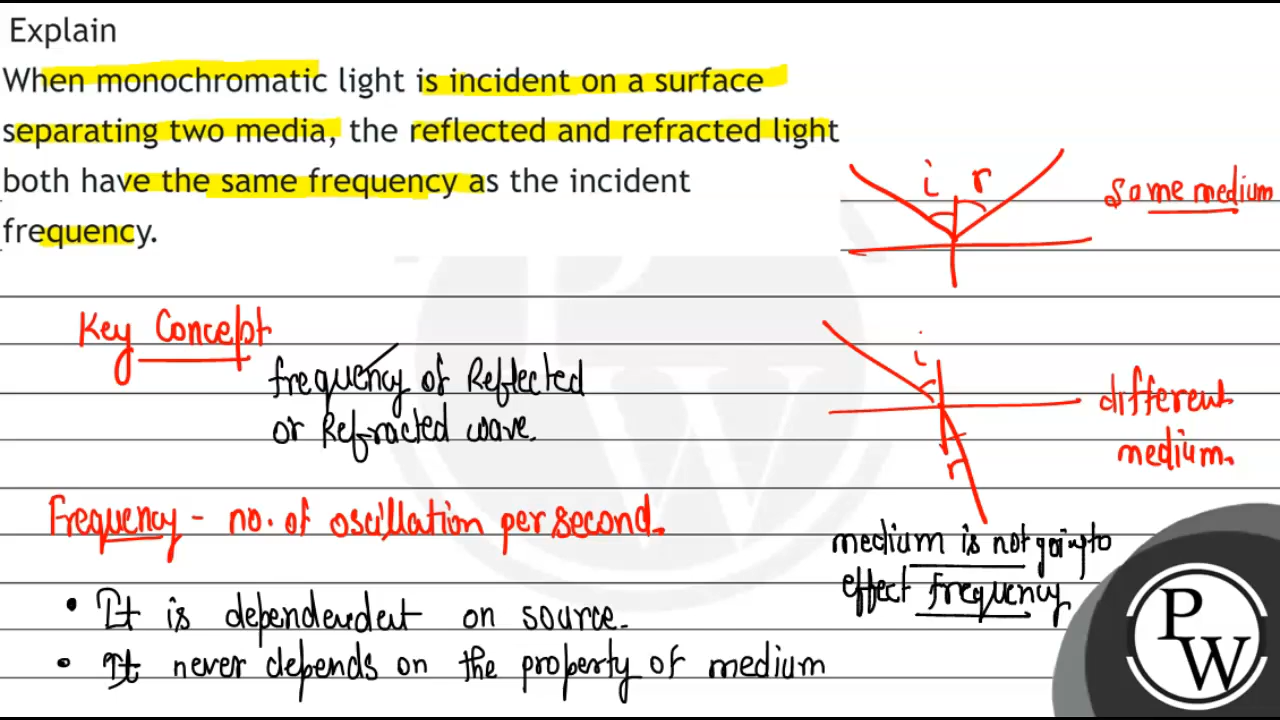 Explain
When monochromatic light is incident on a surface
separating two media, the reflected and refracted light
both have the same frequency as the incident
frequency.
i r
same medium
Key Concept
frequency of Reflected
or Refracted wave.
i
r
different
medium.
Frequency - no. of oscillation per second.
medium is not going to
effect frequency
• It is dependendent on source.
• It never depends on the property of medium
P
W
PW